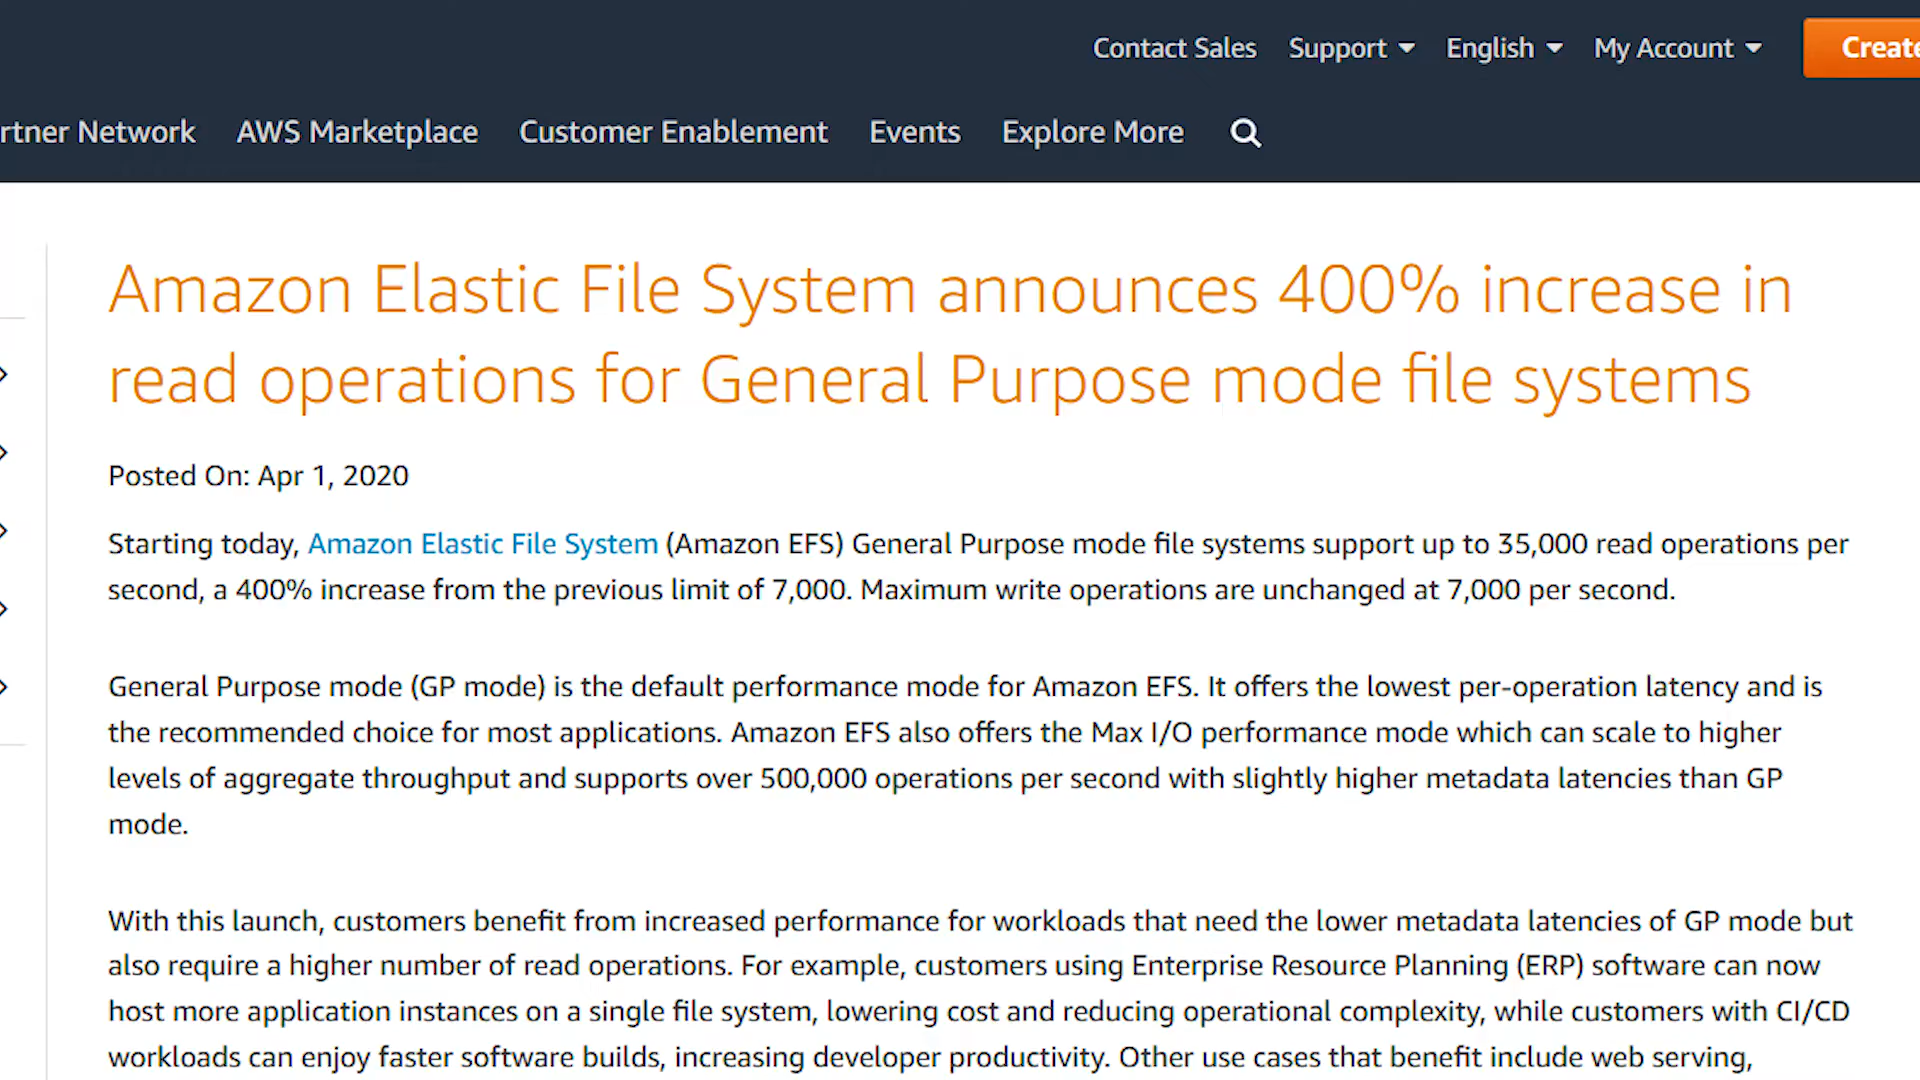 Contact Sales Support English My Account Create
rtner Network AWS Marketplace Customer Enablement Events Explore More
Amazon Elastic File System announces 400% increase in
read operations for General Purpose mode file systems
Posted On: Apr 1, 2020
Starting today, Amazon Elastic File System (Amazon EFS) General Purpose mode file systems support up to 35,000 read operations per
second, a 400% increase from the previous limit of 7,000. Maximum write operations are unchanged at 7,000 per second.
General Purpose mode (GP mode) is the default performance mode for Amazon EFS. It offers the lowest per-operation latency and is
the recommended choice for most applications. Amazon EFS also offers the Max I/O performance mode which can scale to higher
levels of aggregate throughput and supports over 500,000 operations per second with slightly higher metadata latencies than GP
mode.
With this launch, customers benefit from increased performance for workloads that need the lower metadata latencies of GP mode but
also require a higher number of read operations. For example, customers using Enterprise Resource Planning (ERP) software can now
host more application instances on a single file system, lowering cost and reducing operational complexity, while customers with CI/CD
workloads can enjoy faster software builds, increasing developer productivity. Other use cases that benefit include web serving,